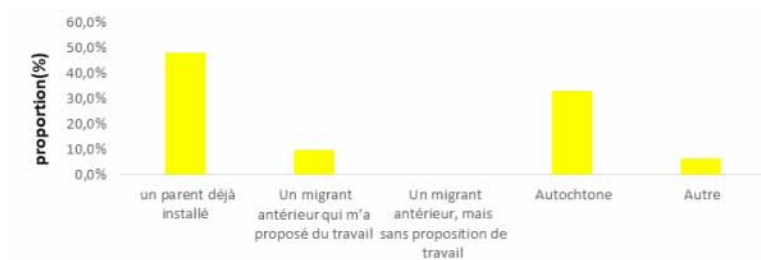 60,0%
50,0%
40,0%
30,0%
20,0%
10,0%
0,0%
proportion(%)
un parent déjà
installé
Un migrant
antérieur qui m'a
proposé du travail
Un migrant
antérieur, mais
sans proposition de
travail
Autochtone
Autre